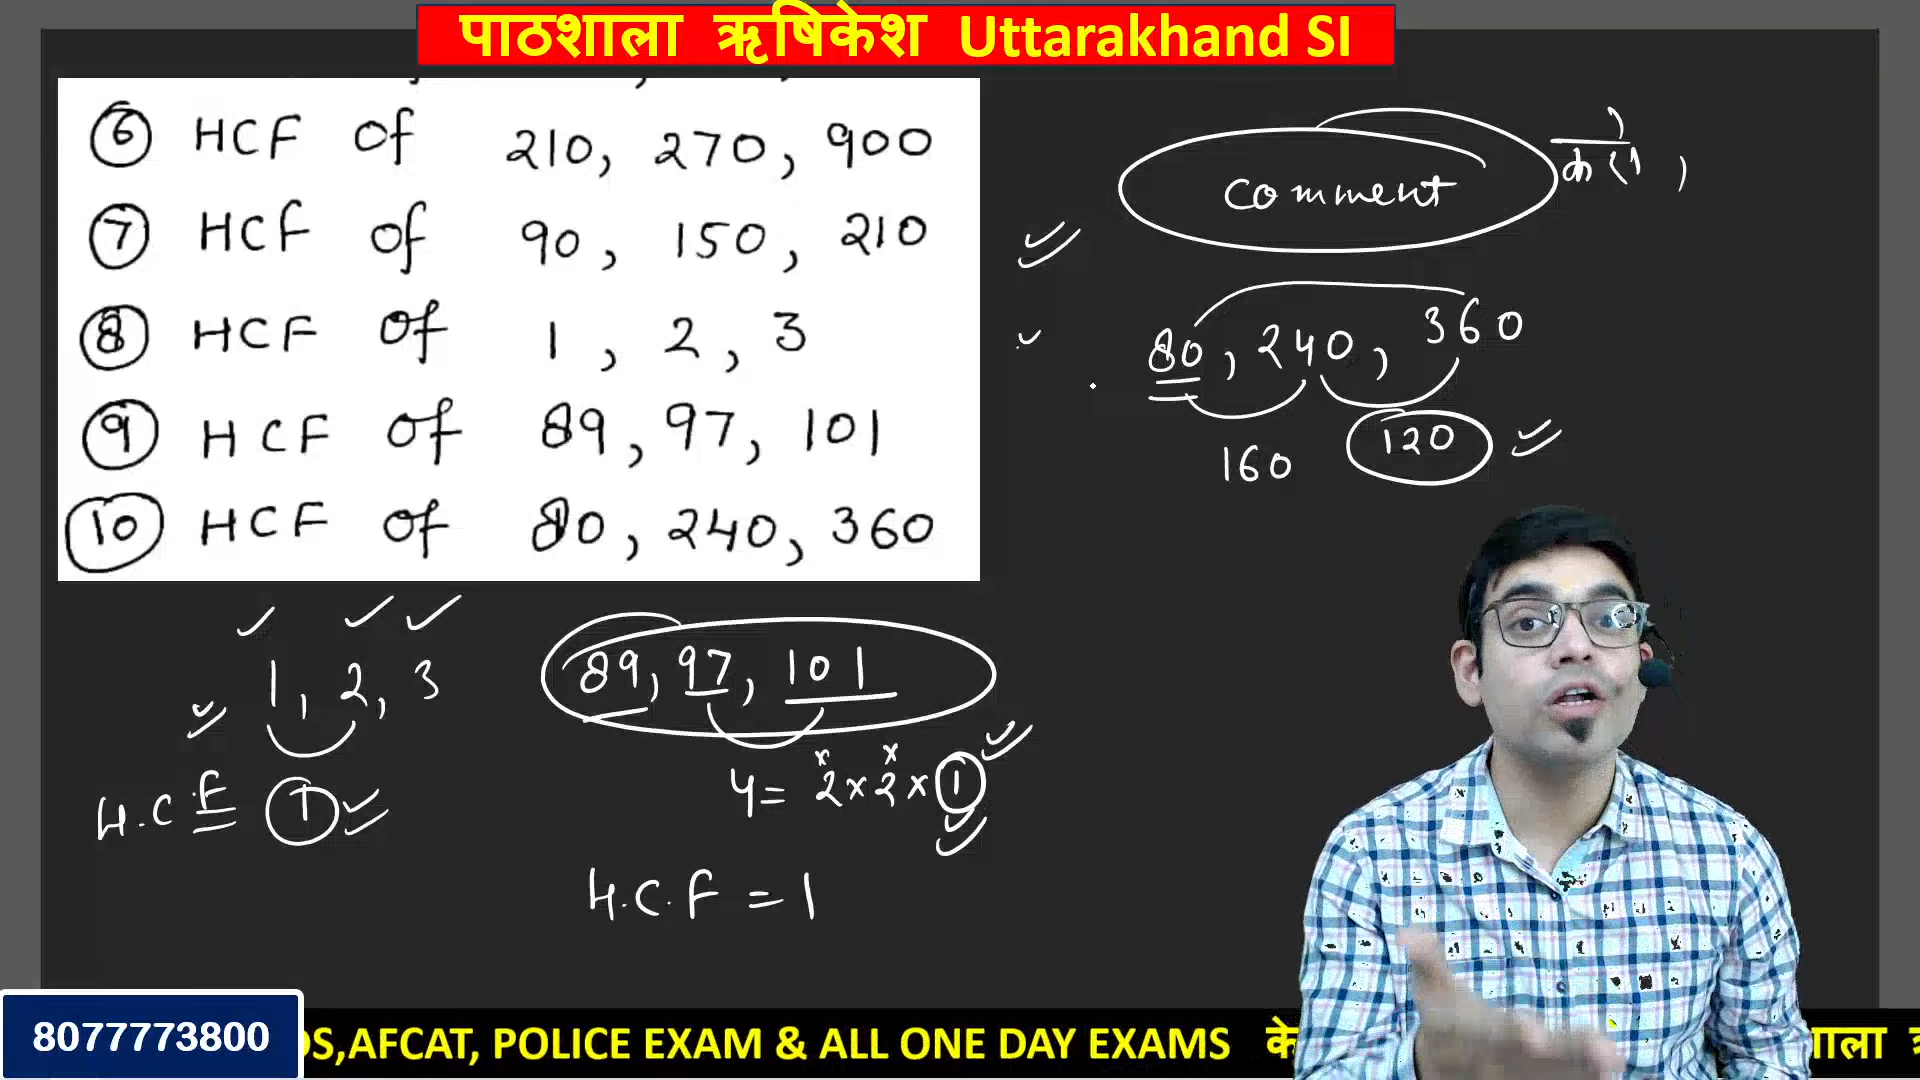 पाठशाला ऋषिकेश Uttarakhand SI
6 HCF of 210, 270, 900
7 HCF of 90, 150, 210
8 HCF of 1, 2, 3
9 HCF of 89, 97, 101
10 HCF of 80, 240, 360
comment
80, 240, 360
160 120
1, 2, 3
H.C.F 1
89, 97, 101
4= 2×2×1
H.C.F = 1
8077773800
DS,AFCAT, POLICE EXAM & ALL ONE DAY EXAMS के